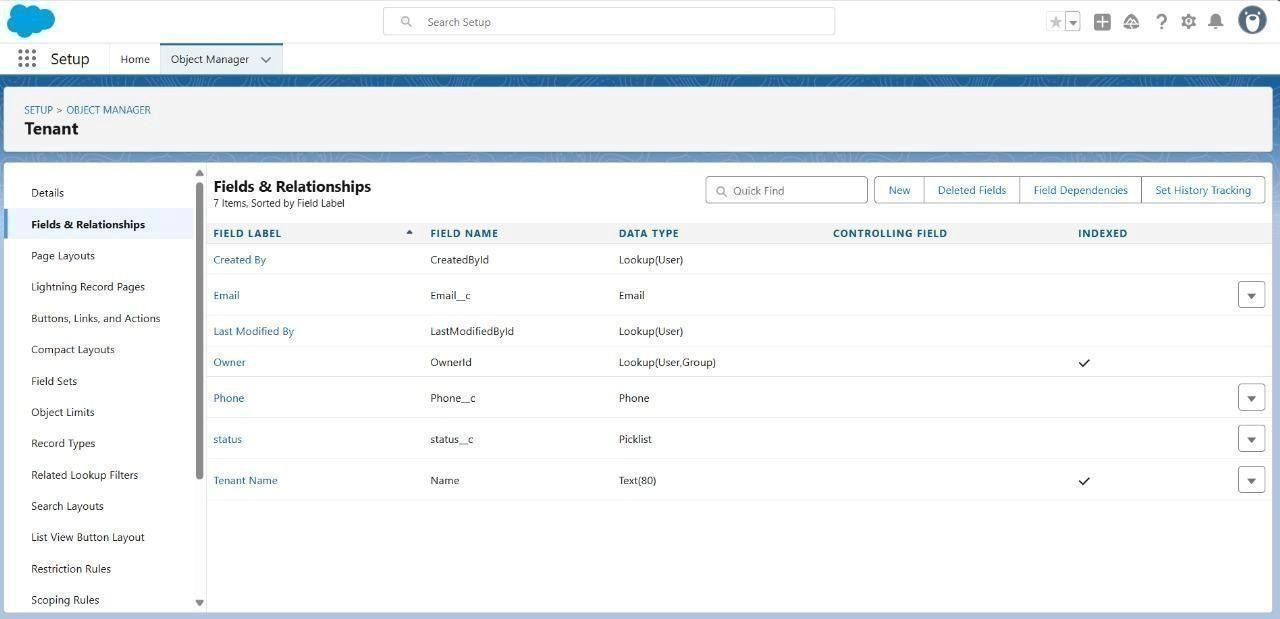 Search Setup
Setup Home Object Manager
SETUP > OBJECT MANAGER
Tenant
Details
Fields & Relationships
Page Layouts
Lightning Record Pages
Buttons, Links, and Actions
Compact Layouts
Field Sets
Object Limits
Record Types
Related Lookup Filters
Search Layouts
List View Button Layout
Restriction Rules
Scoping Rules
Fields & Relationships
7 Items, Sorted by Field Label
Quick Find New Deleted Fields Field Dependencies Set History Tracking
FIELD LABEL FIELD NAME DATA TYPE CONTROLLING FIELD INDEXED
Created By CreatedById Lookup(User)
Email Email__c Email
Last Modified By LastModifiedById Lookup(User)
Owner OwnerId Lookup(User,Group)
Phone Phone__c Phone
status status__c Picklist
Tenant Name Name Text(80)